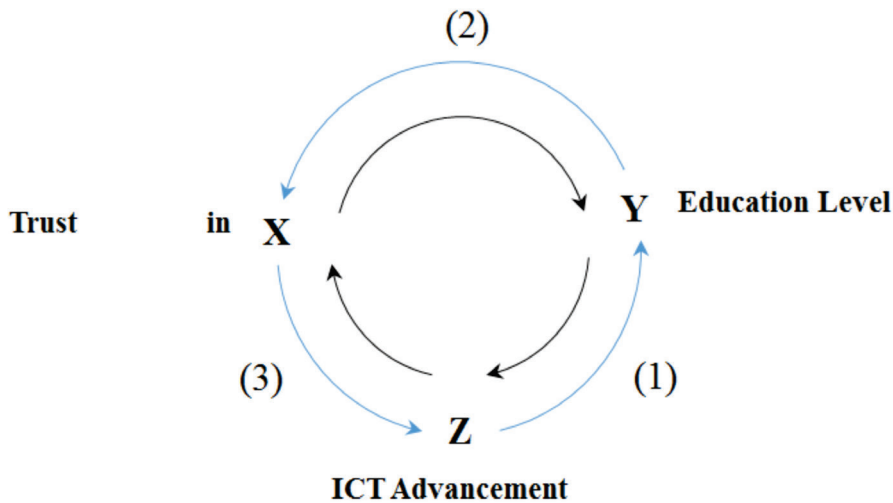 (2)
Trust in X
Y Education Level
(3)
(1)
Z
ICT Advancement